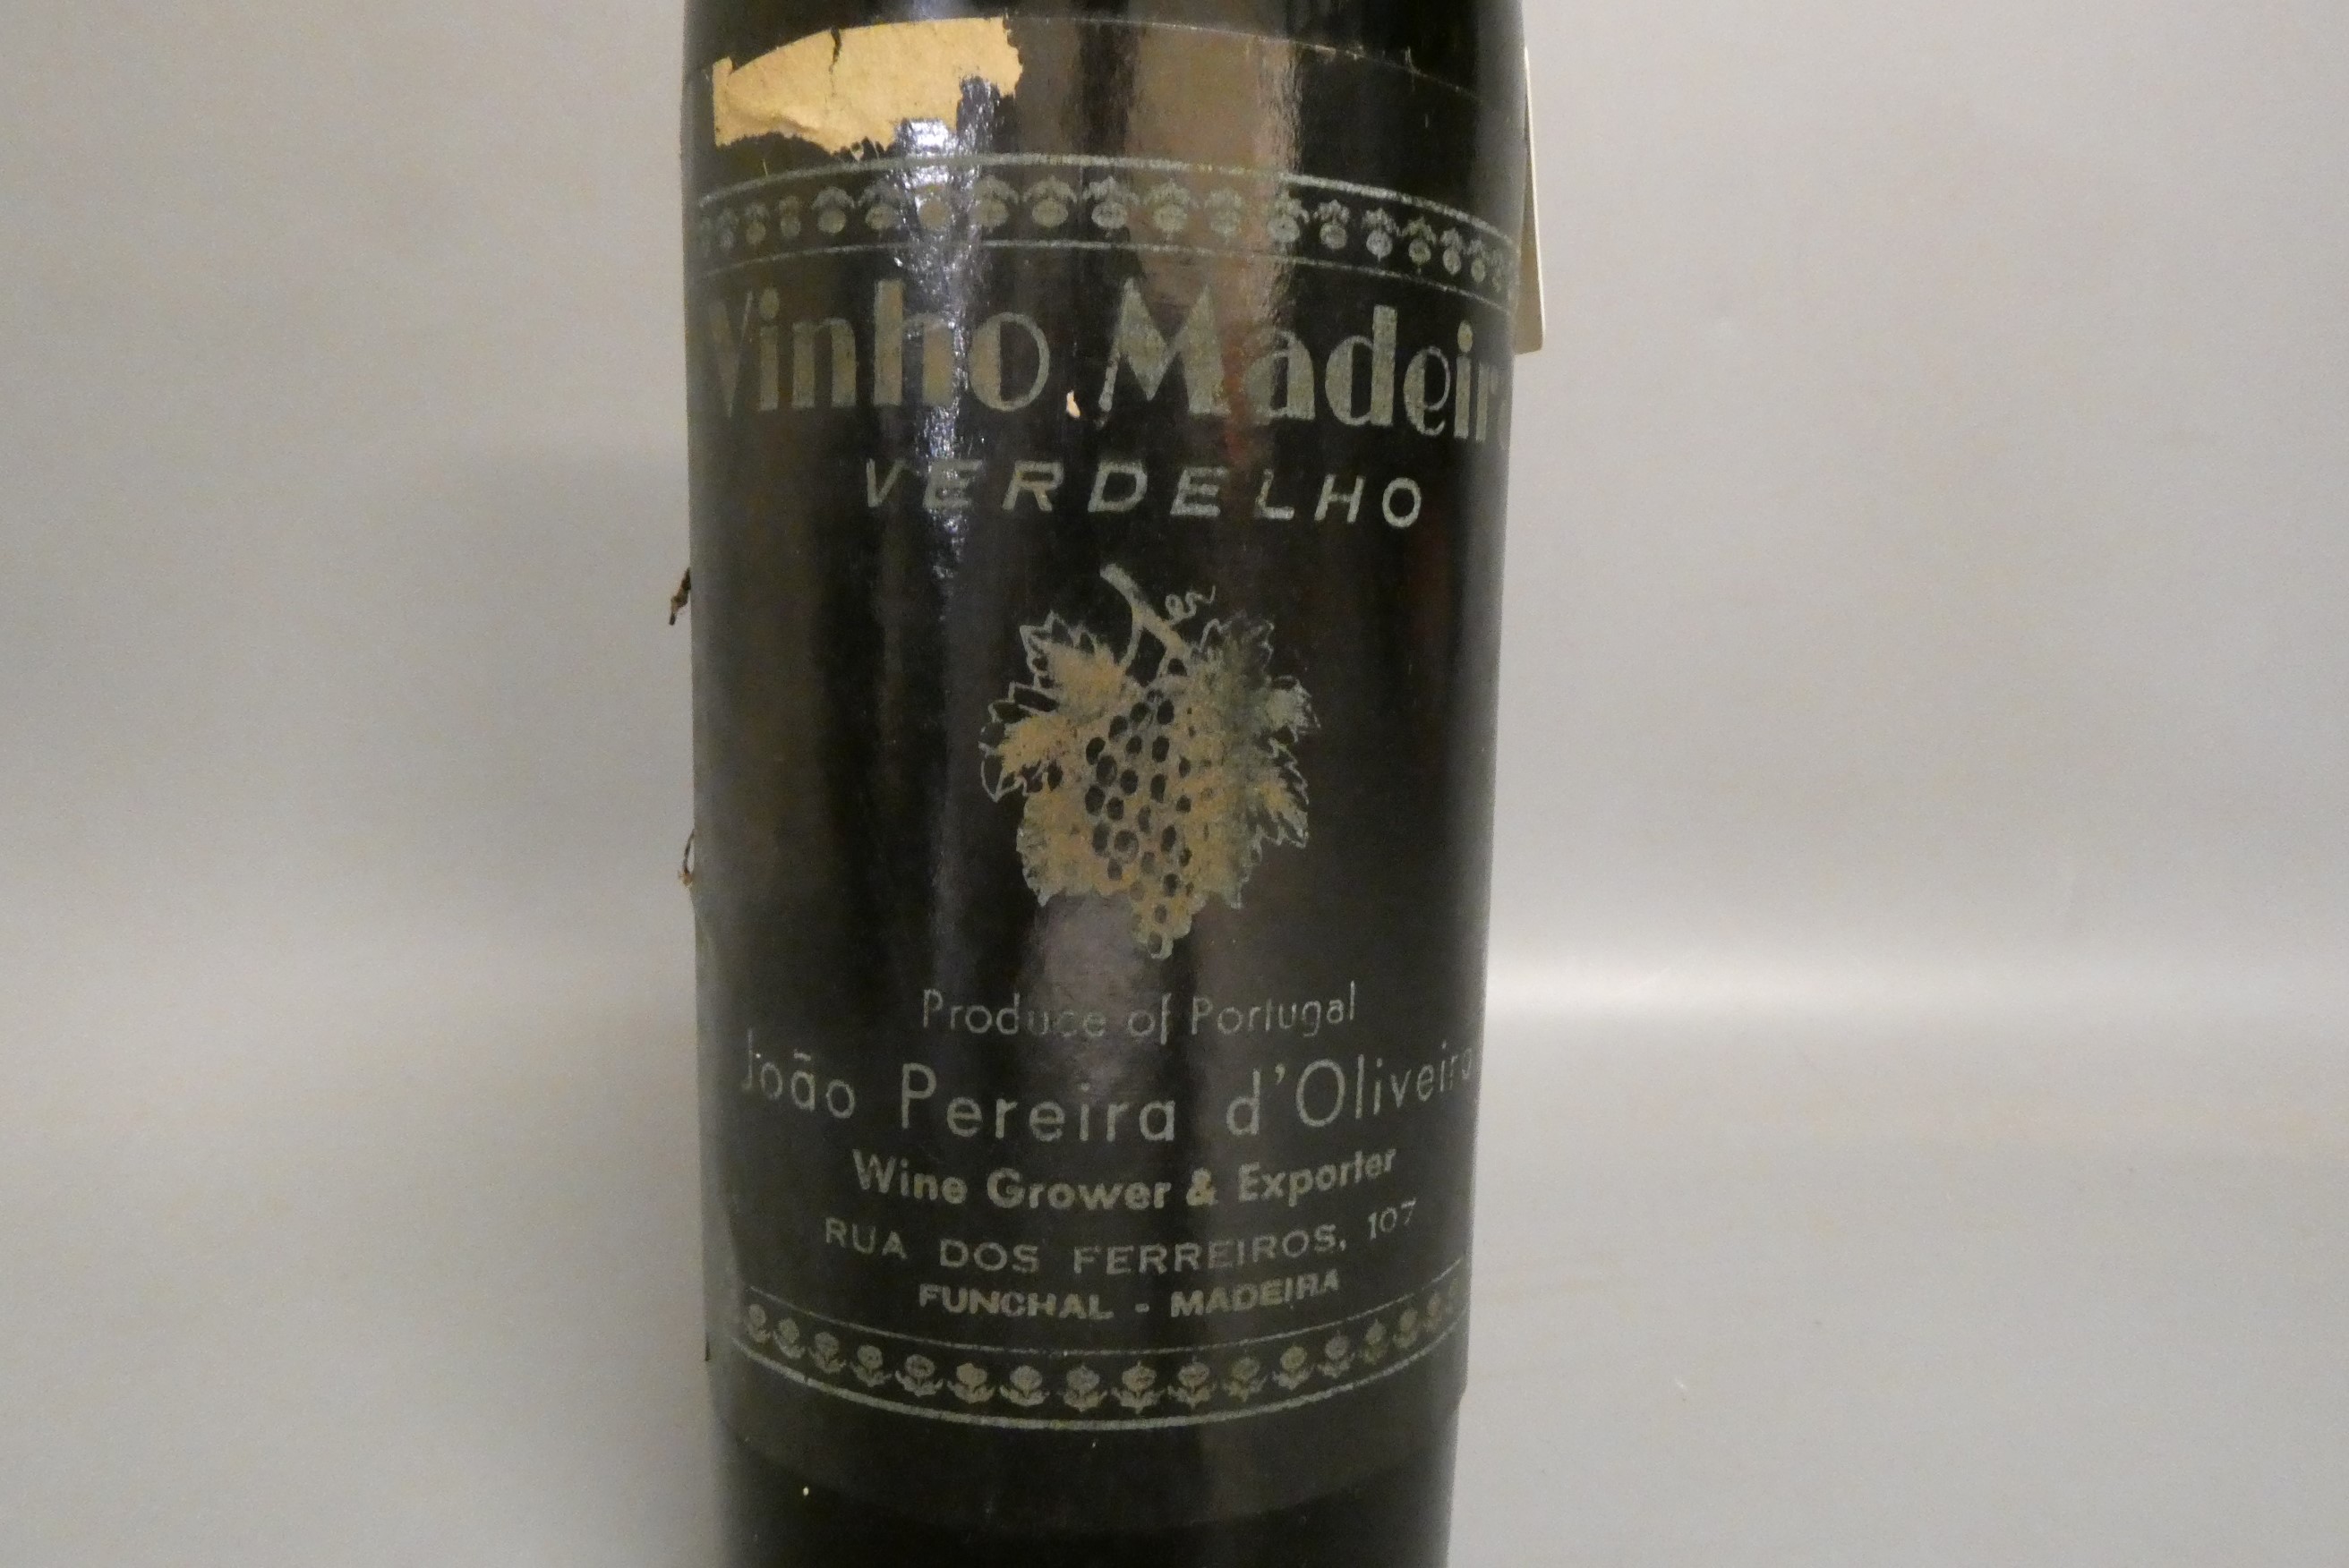 Vinho Madeira
VERDELHO
Produce of Portugal
João Pereira d'Oliveira
Wine Grower & Exporter
RUA DOS FERREIROS, 107
FUNCHAL - MADEIRA